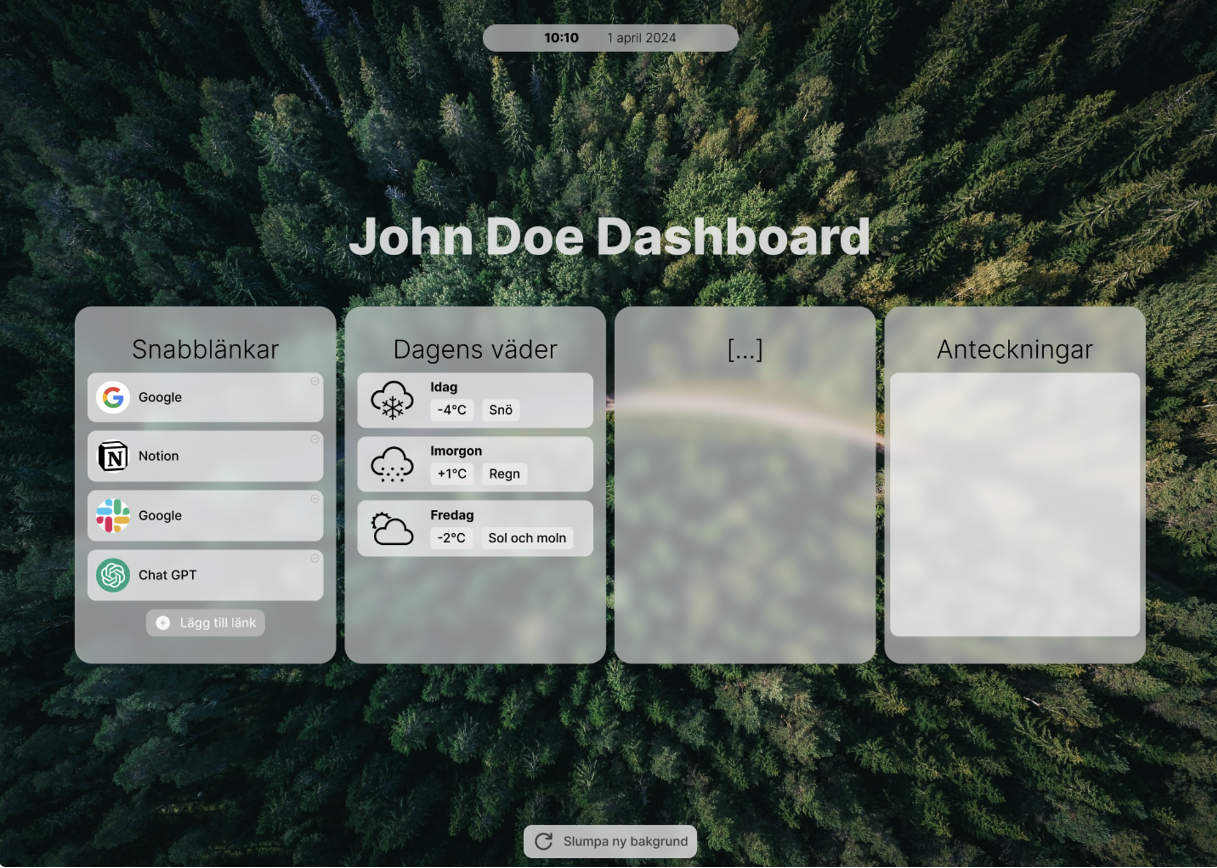 10:10 1 april 2024
John Doe Dashboard
Snabblänkar
Google
Notion
Google
Chat GPT
Lägg till länk
Dagens väder
Idag
-4°C Snö
Imorgon
+1°C Regn
Fredag
-2°C Sol och moln
[...]
Anteckningar
Slumpa ny bakgrund